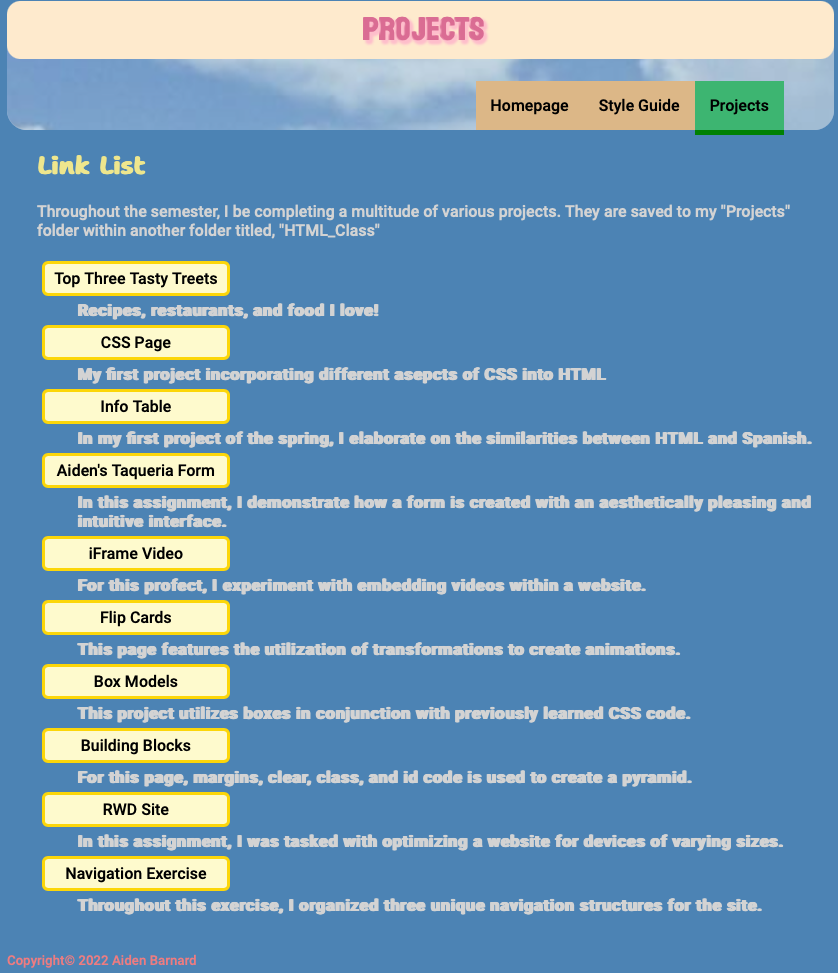 PROJECTS
Homepage Style Guide Projects
Link List
Throughout the semester, I be completing a multitude of various projects. They are saved to my "Projects"
folder within another folder titled, "HTML_Class"
Top Three Tasty Treets
Recipes, restaurants, and food I love!
CSS Page
My first project incorporating different asepcts of CSS into HTML
Info Table
In my first project of the spring, I elaborate on the similarities between HTML and Spanish.
Aiden's Taqueria Form
In this assignment, I demonstrate how a form is created with an aesthetically pleasing and
intuitive interface.
iFrame Video
For this profect, I experiment with embedding videos within a website.
Flip Cards
This page features the utilization of transformations to create animations.
Box Models
This project utilizes boxes in conjunction with previously learned CSS code.
Building Blocks
For this page, margins, clear, class, and id code is used to create a pyramid.
RWD Site
In this assignment, I was tasked with optimizing a website for devices of varying sizes.
Navigation Exercise
Throughout this exercise, I organized three unique navigation structures for the site.
Copyright© 2022 Aiden Barnard